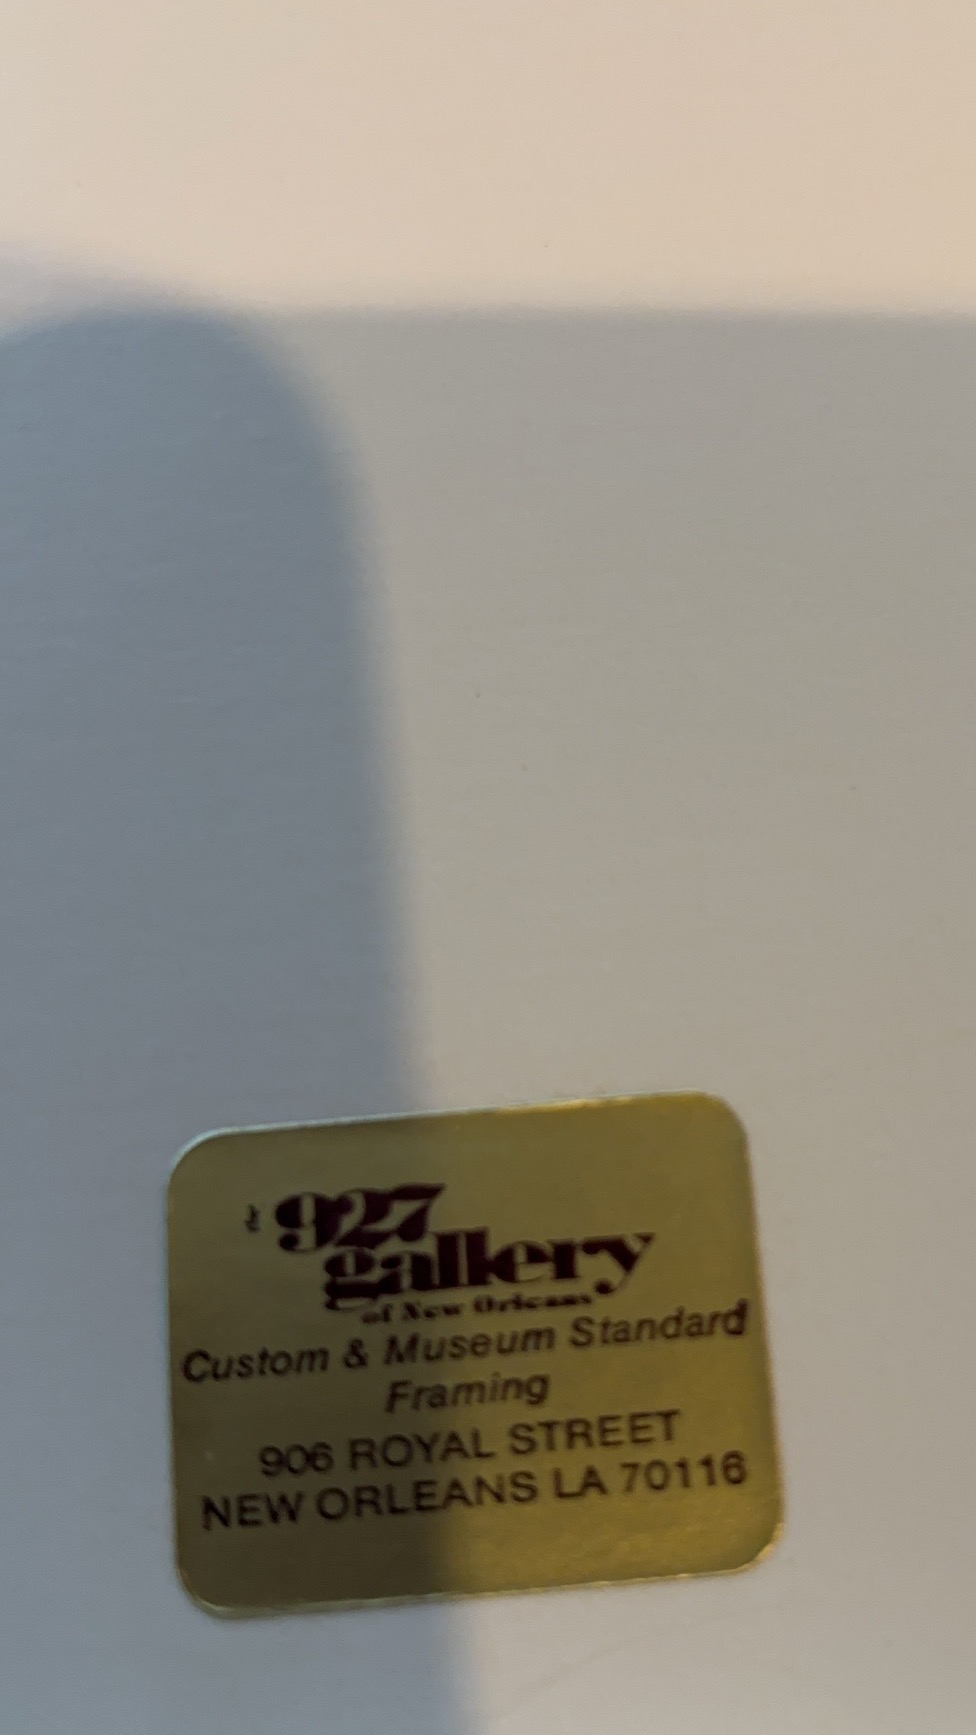 927
gallery
of New Orleans
Custom & Museum Standard
Framing
906 ROYAL STREET
NEW ORLEANS LA 70116